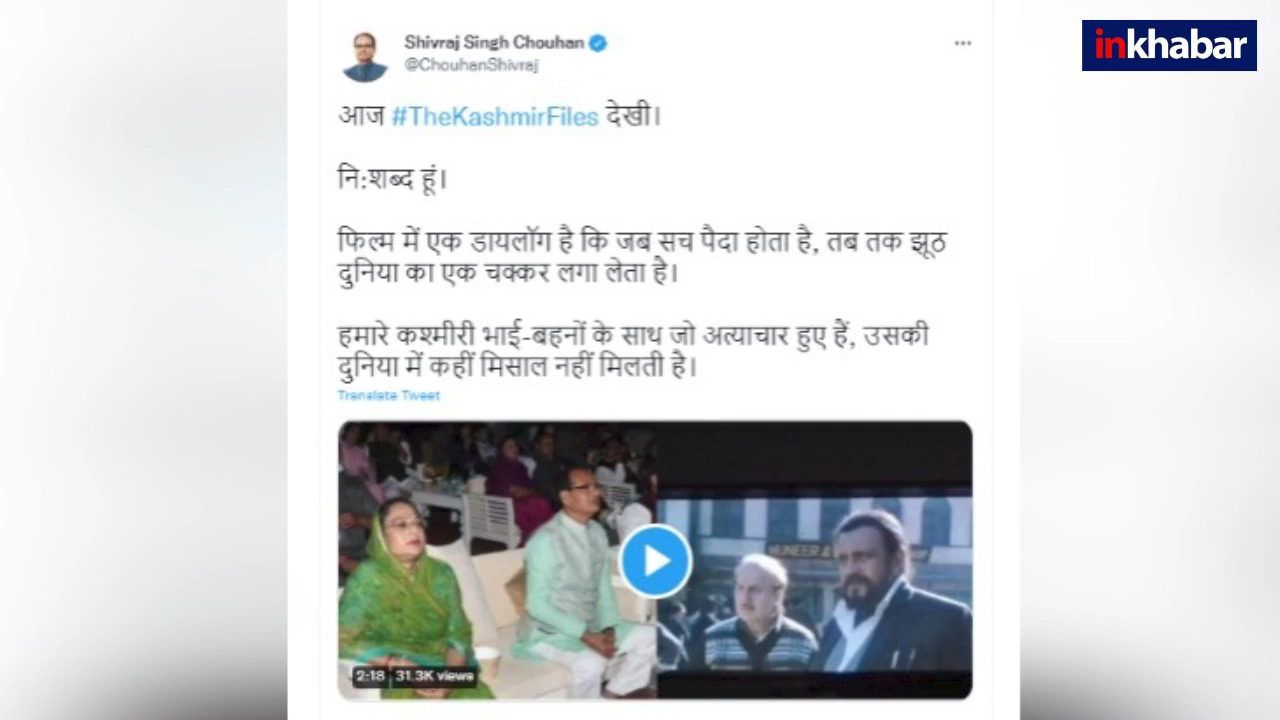 inkhabar
Shivraj Singh Chouhan
@ChouhanShivraj
आज #TheKashmirFiles देखी।
नि:शब्द हूं।
फिल्म में एक डायलॉग है कि जब सच पैदा होता है, तब तक झूठ
दुनिया का एक चक्कर लगा लेता है।
हमारे कश्मीरी भाई-बहनों के साथ जो अत्याचार हुए हैं, उसकी
दुनिया में कहीं मिसाल नहीं मिलती है।
Translate Tweet
2:18 31.3K views